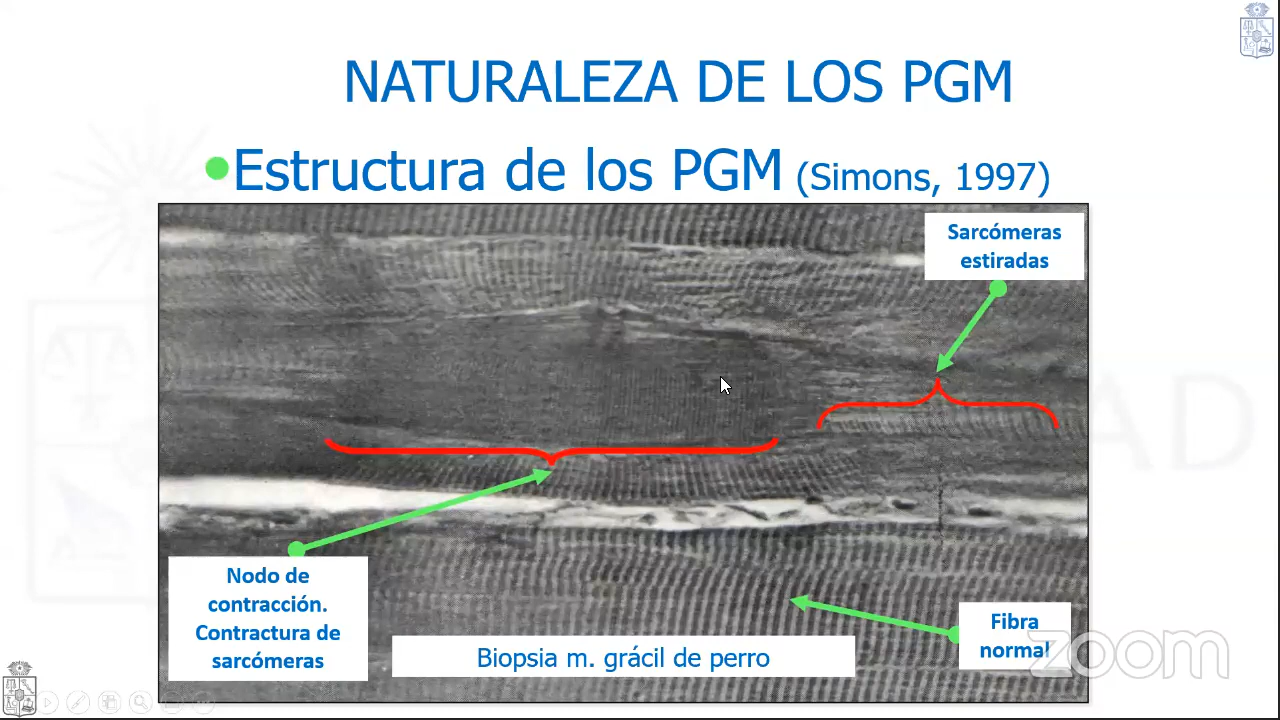 NATURALEZA DE LOS PGM
Estructura de los PGM (Simons, 1997)
Sarcómeras
estiradas
Nodo de
contracción.
Contractura de
sarcómeras
Fibra
normal
Biopsia m. grácil de perro
zoom
AD